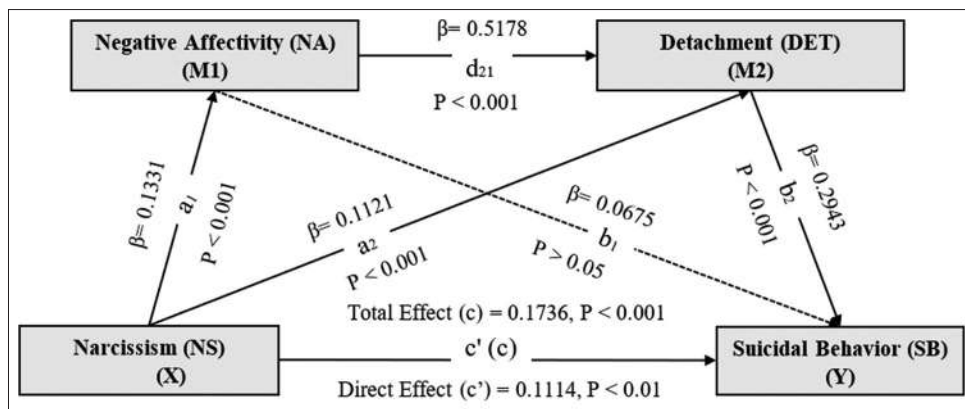 Negative Affectivity (NA)
(M1)
β= 0.5178
d₂₁
P < 0.001
Detachment (DET)
(M2)
β= 0.1331
a₁
P < 0.001
β= 0.1121
a₂
P < 0.001
β= 0.0675
b₁
P > 0.05
β= 0.2943
b₂
P < 0.001
Total Effect (c) = 0.1736, P < 0.001
Narcissism (NS)
(X)
c' (c)
Direct Effect (c’) = 0.1114, P < 0.01
Suicidal Behavior (SB)
(Y)